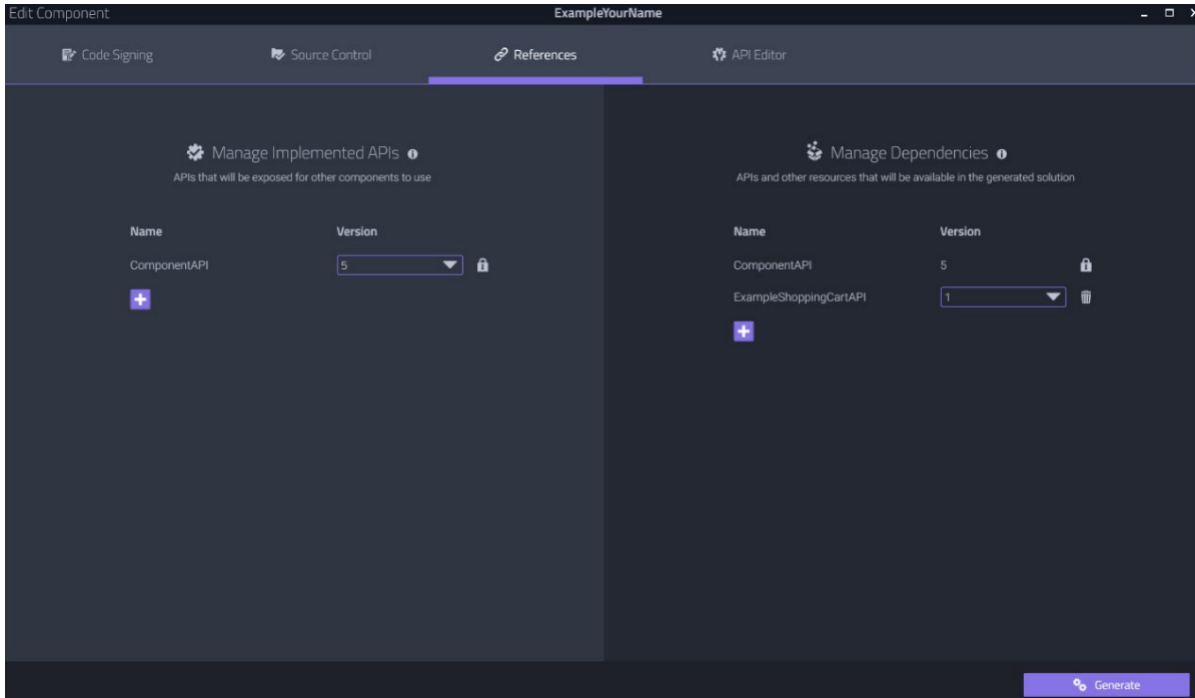 Edit Component
ExampleYourName
Code Signing
Source Control
References
API Editor
Manage Implemented APIs
APIs that will be exposed for other components to use
Name Version
ComponentAPI 5
Manage Dependencies
APIs and other resources that will be available in the generated solution
Name Version
ComponentAPI 5
ExampleShoppingCartAPI 1
Generate